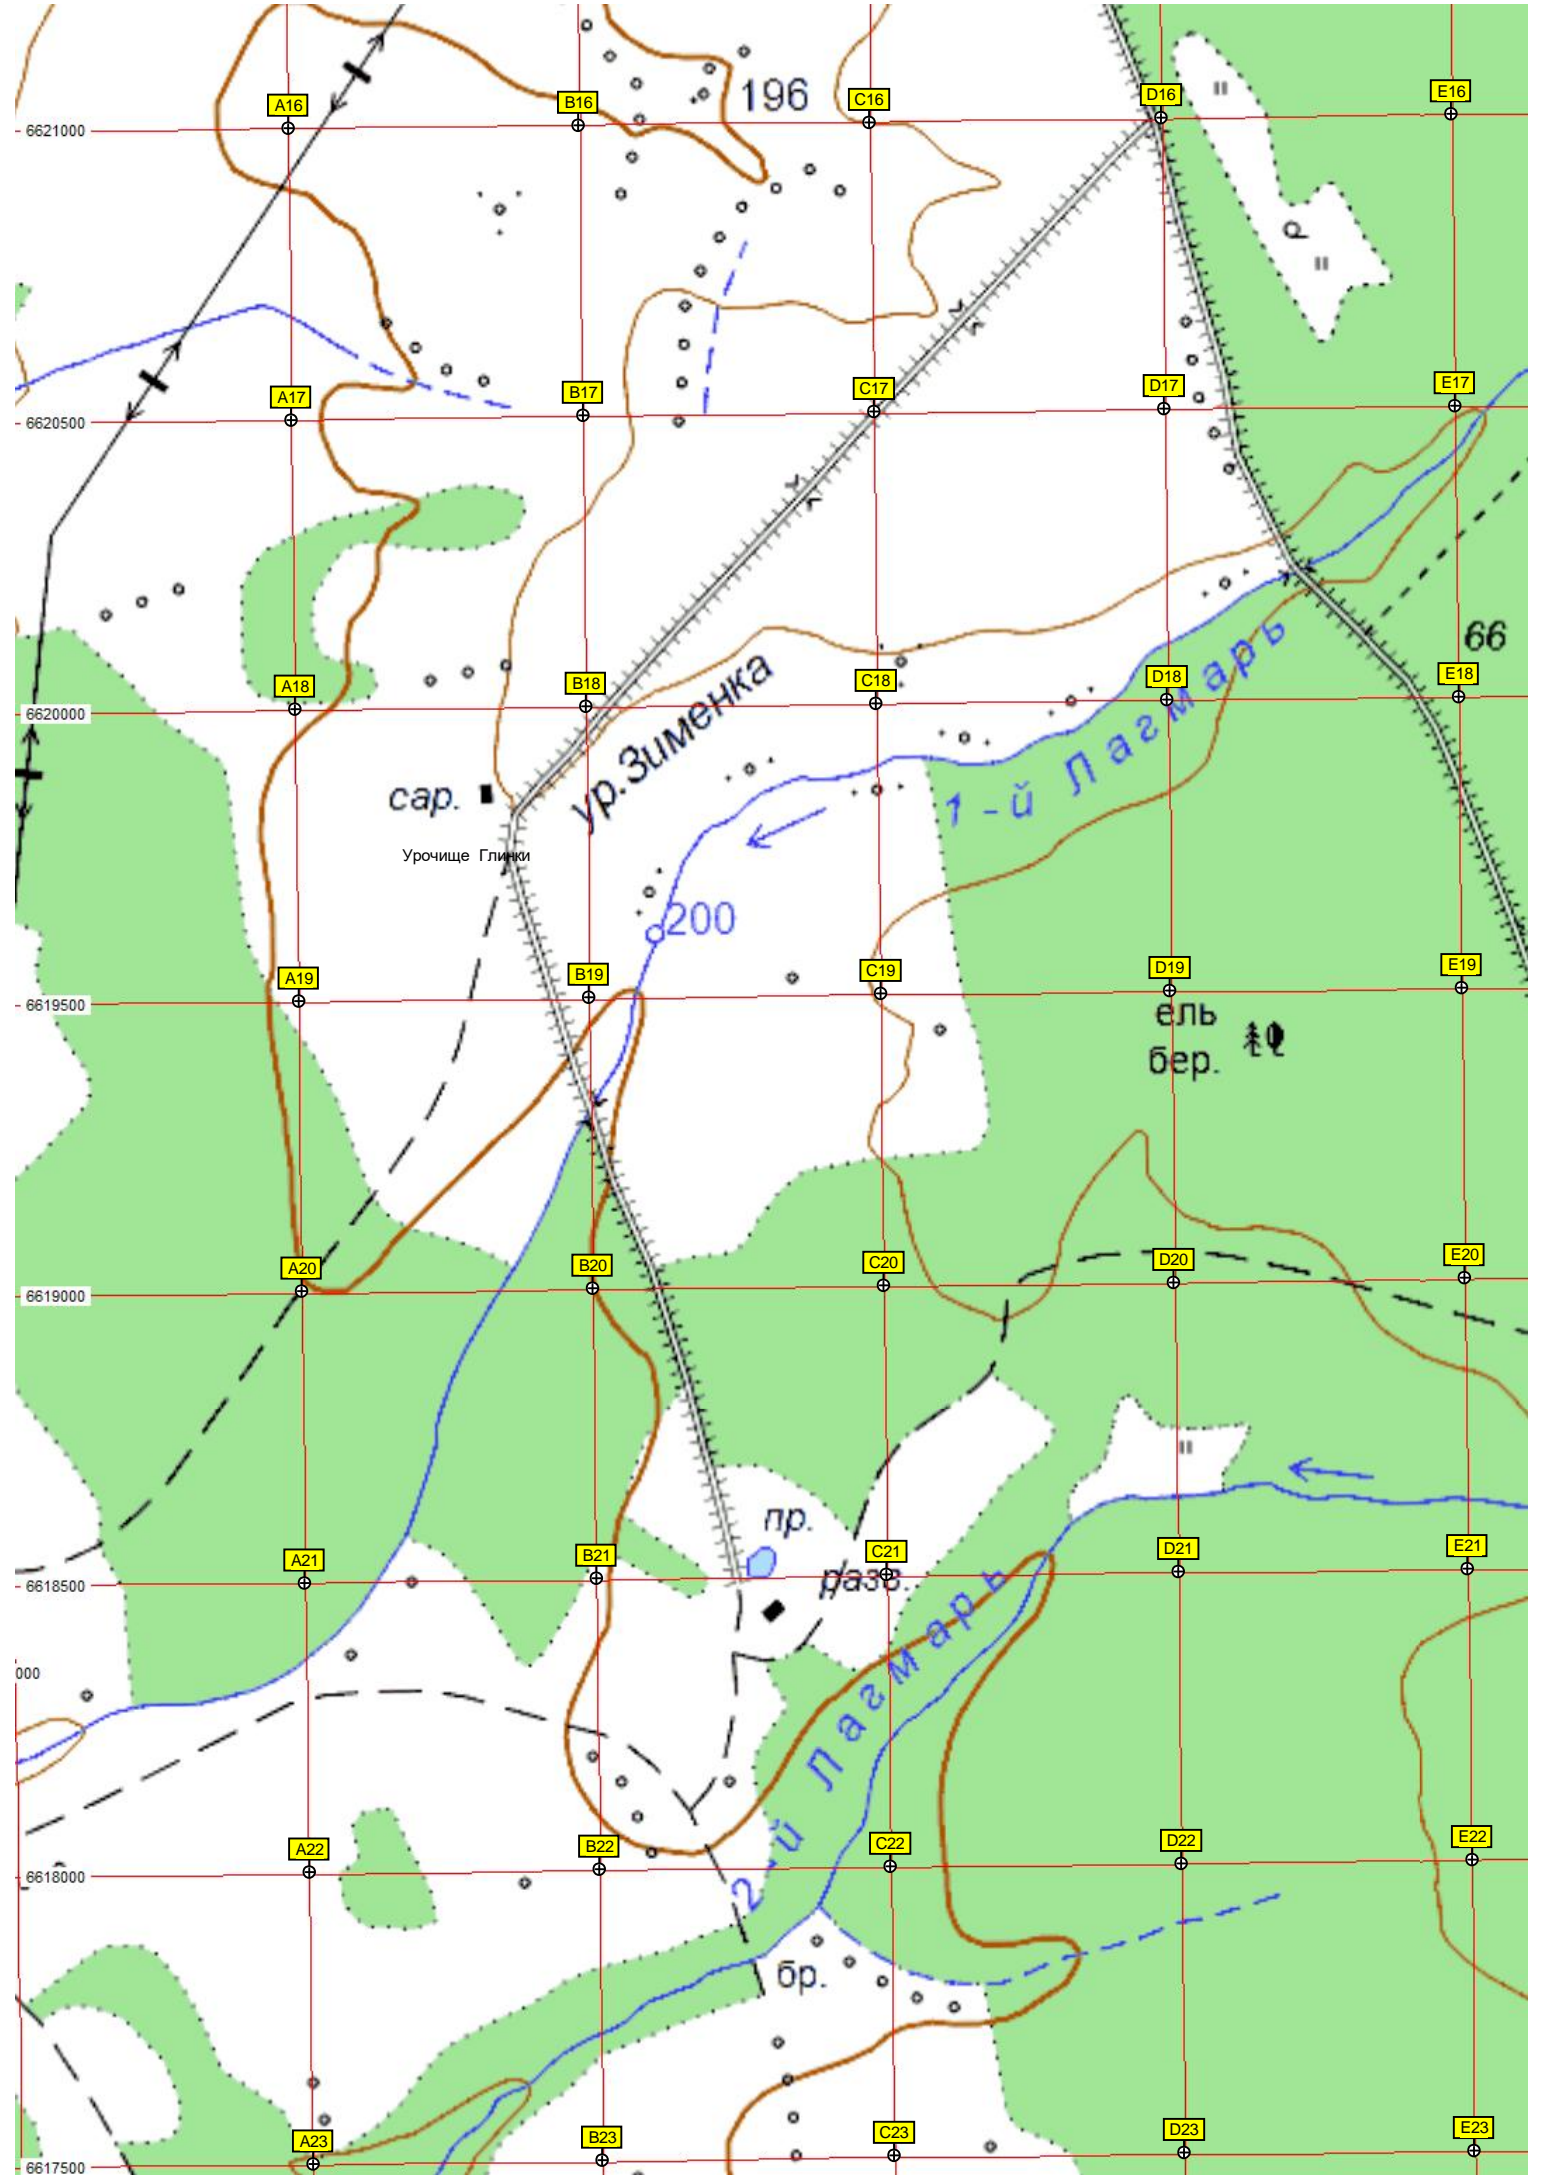 196
A16
B16
C16
D16
E16
6621000
р
A17
B17
C17
D17
E17
6620500
66
A18
B18
C18
D18
E18
6620000
ур.Зименка
1-й Лагмарь
сар.
Урочище Глинки
200
A19
B19
C19
D19
E19
6619500
ель
бер.
A20
B20
C20
D20
E20
6619000
пр.
A21
B21
C21
D21
E21
6618500
разв.
000
2-й Лагмарь
A22
B22
C22
D22
E22
6618000
бр.
A23
B23
C23
D23
E23
6617500